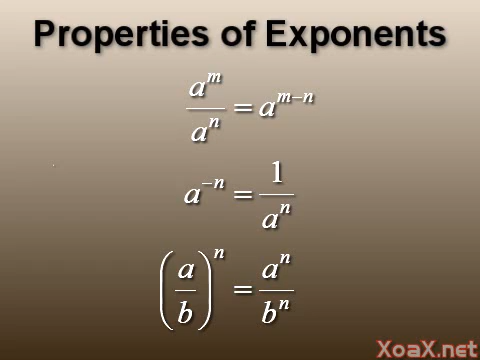 Properties of Exponents
a^m/a^n = a^{m-n}
a^{-n} = 1/a^n
(a/b)^n = a^n/b^n
XoaX.net